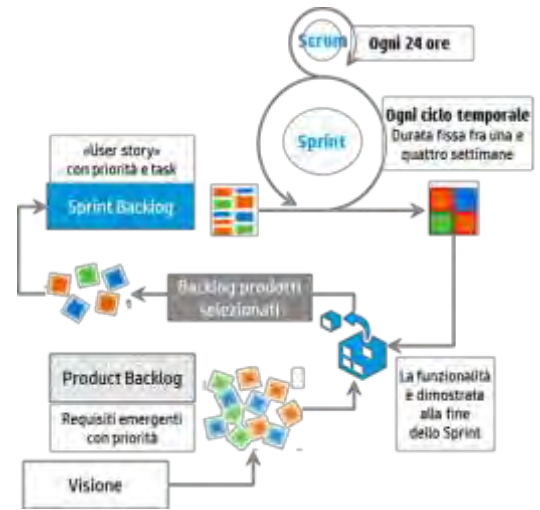 Scrum
Ogni 24 ore
Ogni ciclo temporale
Durata fissa fra una e
quattro settimane
Sprint
«User story»
con priorità e task
Sprint Backlog
Backlog prodotti
selezionati
Product Backlog
Requisiti emergenti
con priorità
La funzionalità
è dimostrata
alla fine
dello Sprint
Visione